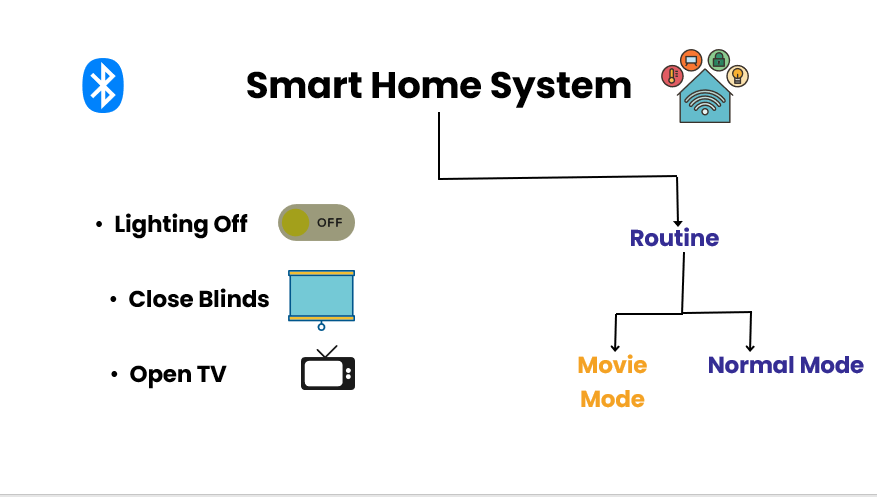 Smart Home System
• Lighting Off
OFF
• Close Blinds
• Open TV
Routine
Movie
Mode
Normal Mode